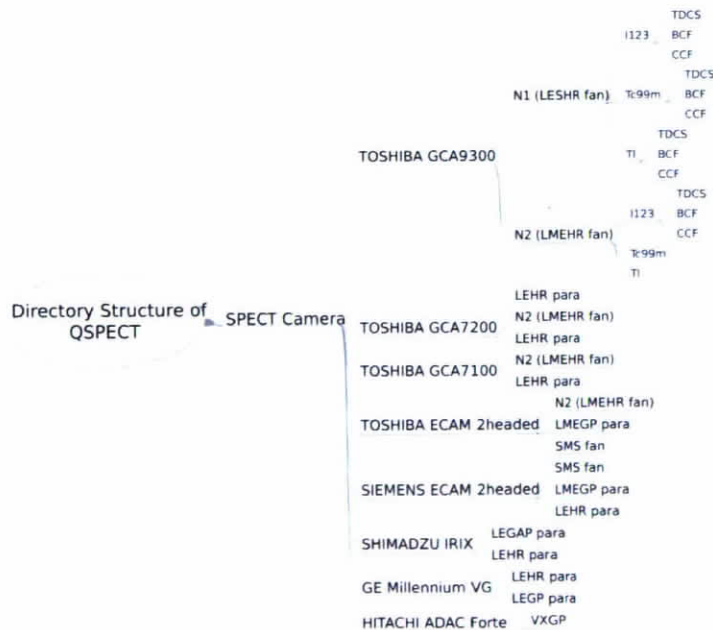 Directory Structure of
QSPECT
SPECT Camera
TOSHIBA GCA9300
N1 (LESHR fan)
I123
TDCS
BCF
CCF
Tc99m
TDCS
BCF
CCF
Tl
TDCS
BCF
CCF
N2 (LMEHR fan)
I123
TDCS
BCF
CCF
Tc99m
Tl
TOSHIBA GCA7200
LEHR para
N2 (LMEHR fan)
LEHR para
TOSHIBA GCA7100
N2 (LMEHR fan)
LEHR para
TOSHIBA ECAM 2headed
N2 (LMEHR fan)
LMEGP para
SMS fan
SIEMENS ECAM 2headed
SMS fan
LMEGP para
LEHR para
SHIMADZU IRIX
LEGAP para
LEHR para
GE Millennium VG
LEHR para
LEGP para
HITACHI ADAC Forte
VXGP